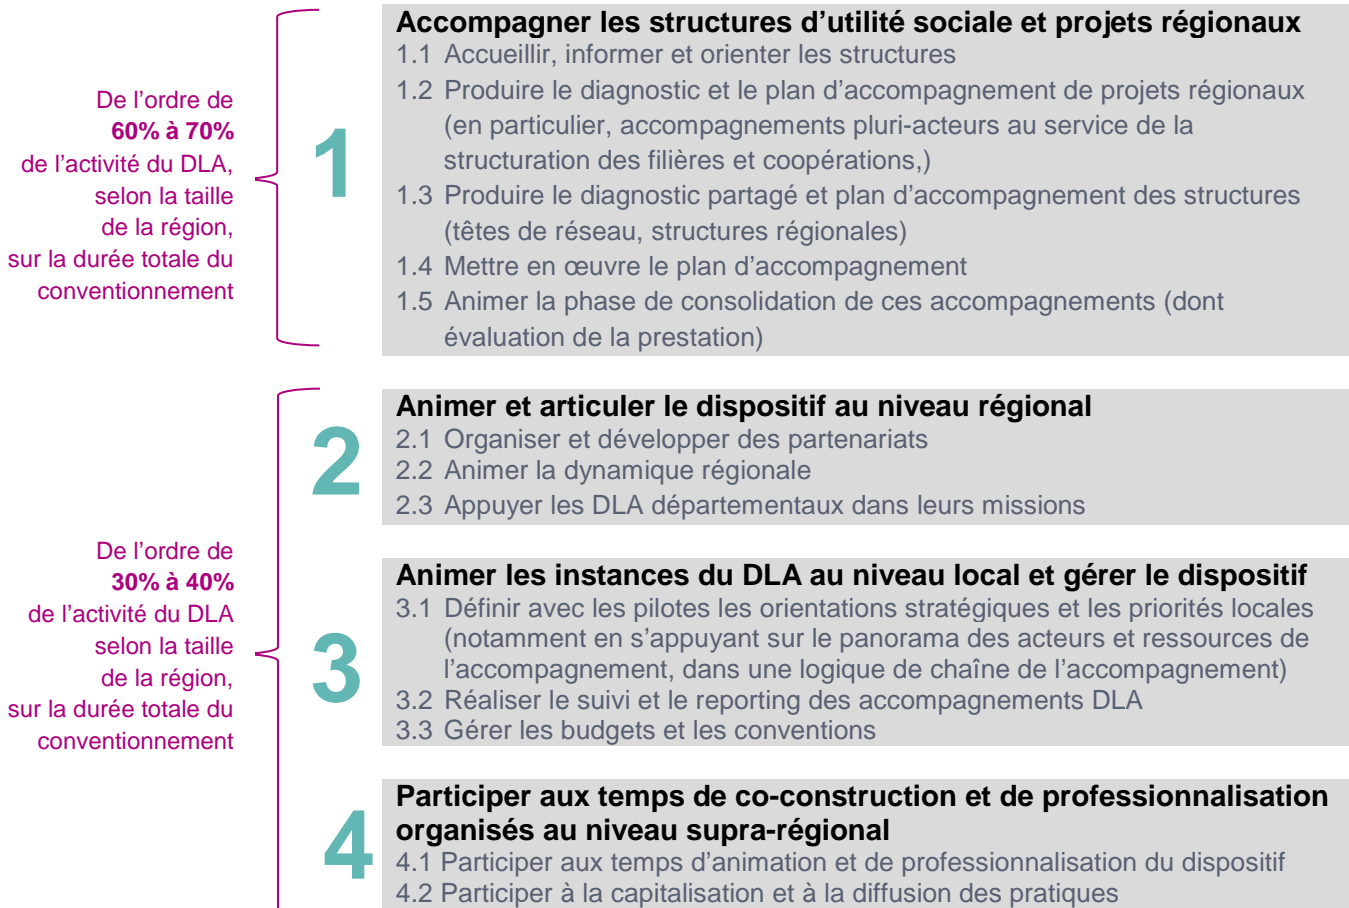 De l’ordre de
60% à 70%
de l’activité du DLA,
selon la taille
de la région,
sur la durée totale du
conventionnement
1
Accompagner les structures d’utilité sociale et projets régionaux
1.1 Accueillir, informer et orienter les structures
1.2 Produire le diagnostic et le plan d’accompagnement de projets régionaux
(en particulier, accompagnements pluri-acteurs au service de la
structuration des filières et coopérations,)
1.3 Produire le diagnostic partagé et plan d’accompagnement des structures
(têtes de réseau, structures régionales)
1.4 Mettre en œuvre le plan d’accompagnement
1.5 Animer la phase de consolidation de ces accompagnements (dont
évaluation de la prestation)
De l’ordre de
30% à 40%
de l’activité du DLA
selon la taille
de la région,
sur la durée totale du
conventionnement
2
Animer et articuler le dispositif au niveau régional
2.1 Organiser et développer des partenariats
2.2 Animer la dynamique régionale
2.3 Appuyer les DLA départementaux dans leurs missions
3
Animer les instances du DLA au niveau local et gérer le dispositif
3.1 Définir avec les pilotes les orientations stratégiques et les priorités locales
(notamment en s’appuyant sur le panorama des acteurs et ressources de
l’accompagnement, dans une logique de chaîne de l’accompagnement)
3.2 Réaliser le suivi et le reporting des accompagnements DLA
3.3 Gérer les budgets et les conventions
4
Participer aux temps de co-construction et de professionnalisation
organisés au niveau supra-régional
4.1 Participer aux temps d’animation et de professionnalisation du dispositif
4.2 Participer à la capitalisation et à la diffusion des pratiques